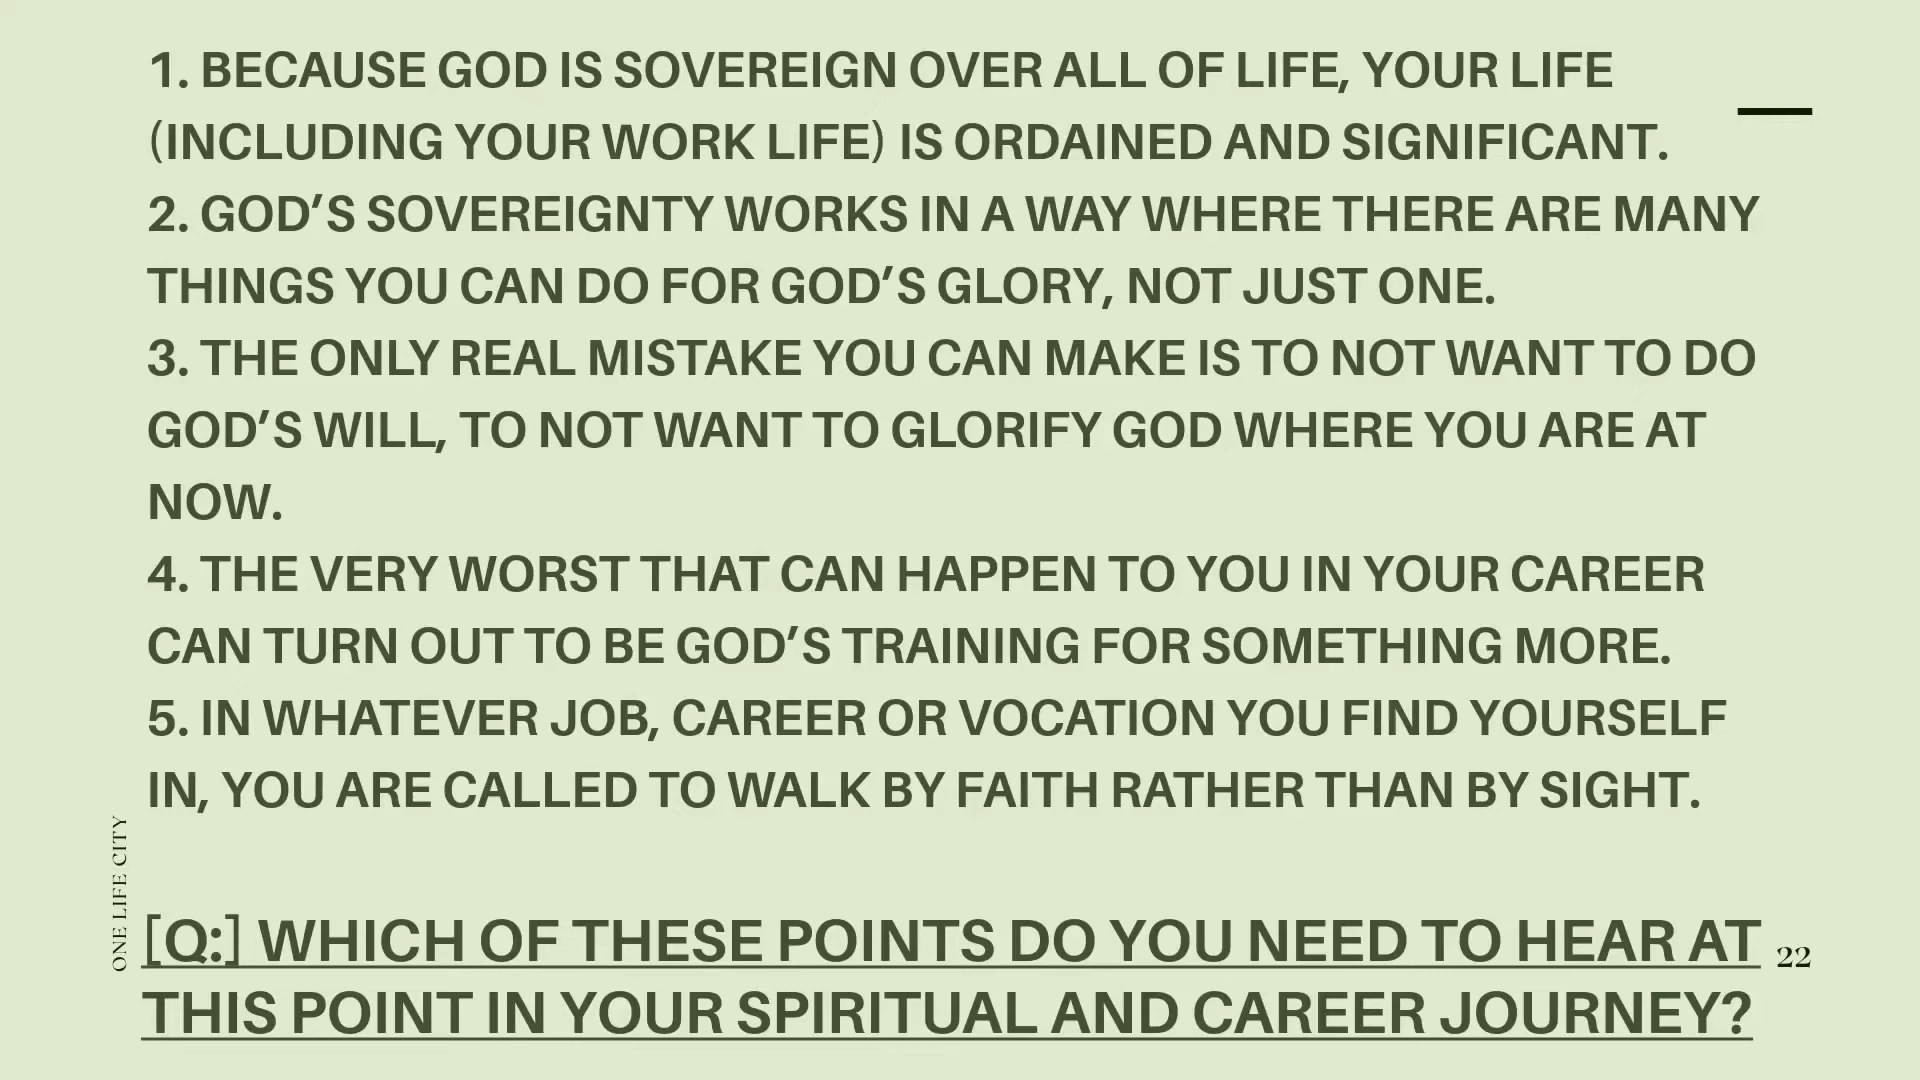 1. BECAUSE GOD IS SOVEREIGN OVER ALL OF LIFE, YOUR LIFE
(INCLUDING YOUR WORK LIFE) IS ORDAINED AND SIGNIFICANT.
2. GOD’S SOVEREIGNTY WORKS IN A WAY WHERE THERE ARE MANY
THINGS YOU CAN DO FOR GOD’S GLORY, NOT JUST ONE.
3. THE ONLY REAL MISTAKE YOU CAN MAKE IS TO NOT WANT TO DO
GOD’S WILL, TO NOT WANT TO GLORIFY GOD WHERE YOU ARE AT
NOW.
4. THE VERY WORST THAT CAN HAPPEN TO YOU IN YOUR CAREER
CAN TURN OUT TO BE GOD’S TRAINING FOR SOMETHING MORE.
5. IN WHATEVER JOB, CAREER OR VOCATION YOU FIND YOURSELF
IN, YOU ARE CALLED TO WALK BY FAITH RATHER THAN BY SIGHT.
[Q:] WHICH OF THESE POINTS DO YOU NEED TO HEAR AT
THIS POINT IN YOUR SPIRITUAL AND CAREER JOURNEY?
ONE LIFE CITY
22